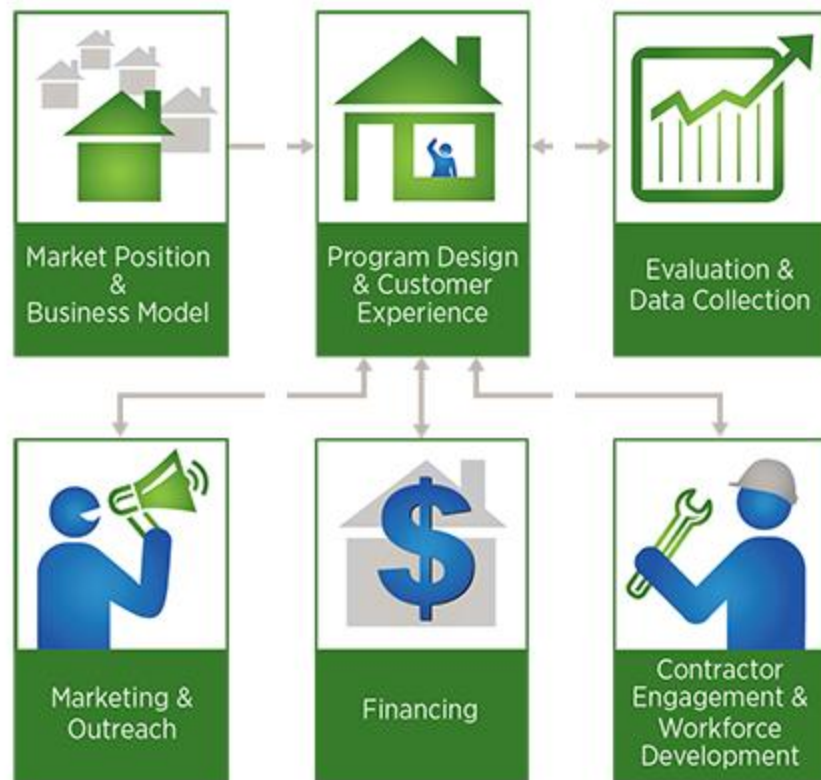 Market Position
&
Business Model
Program Design
& Customer
Experience
Evaluation &
Data Collection
Marketing &
Outreach
$
Financing
Contractor
Engagement &
Workforce
Development